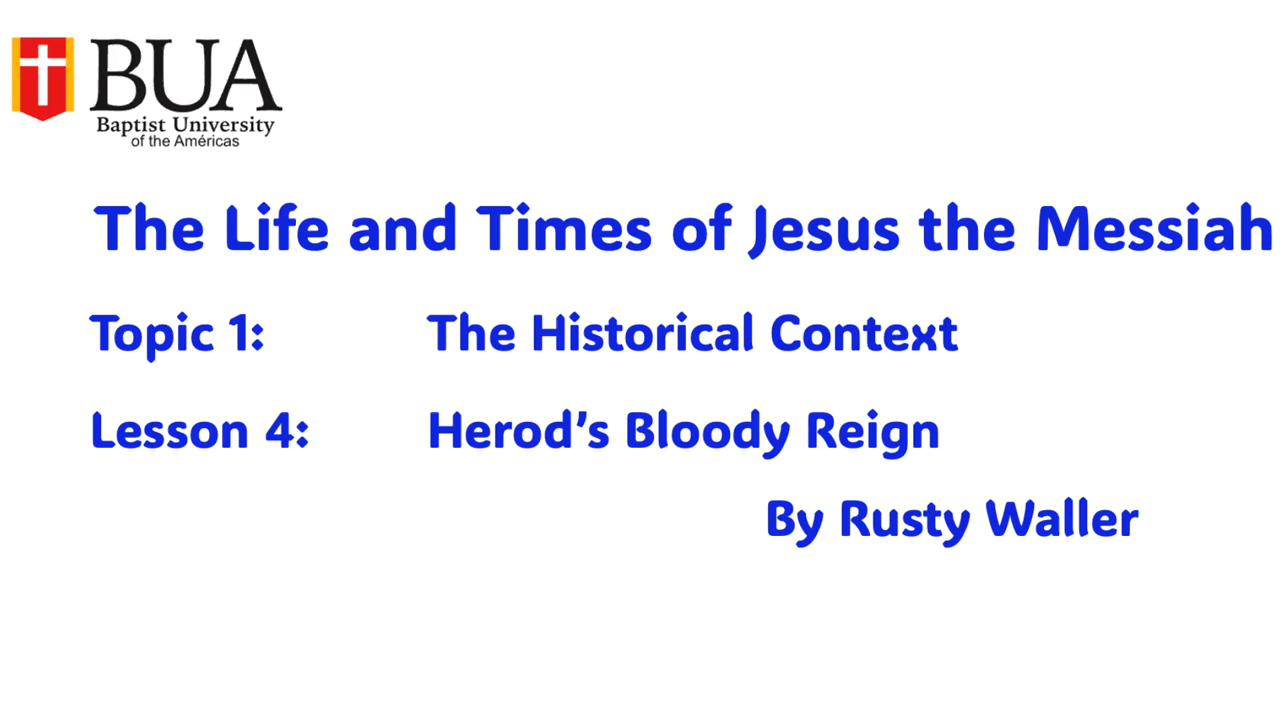 BUA
Baptist University
of the Américas
The Life and Times of Jesus the Messiah
Topic 1: The Historical Context
Lesson 4: Herod’s Bloody Reign
By Rusty Waller